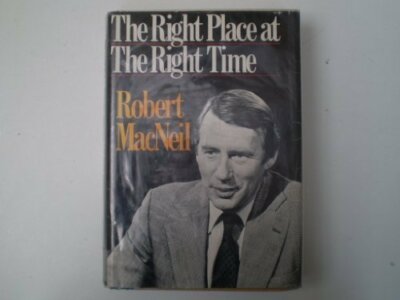 The Right Place at
The Right Time
Robert
MacNeil